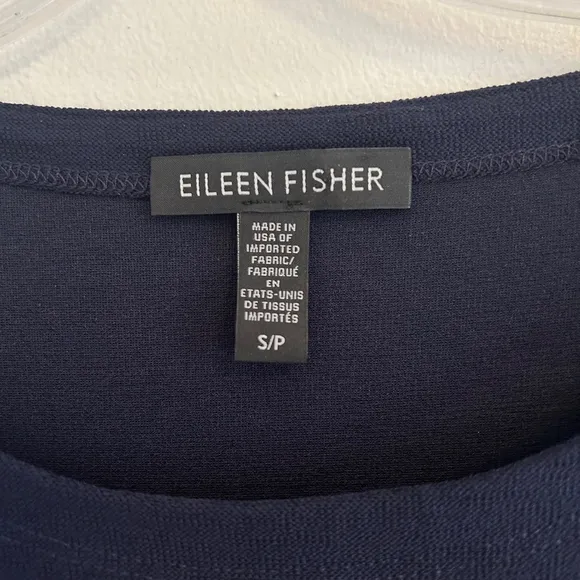 EILEEN FISHER
MADE IN
USA OF
IMPORTED
FABRIC/
FABRIQUÉ
EN
ETATS-UNIS
DE TISSUS
IMPORTÉS
S/P